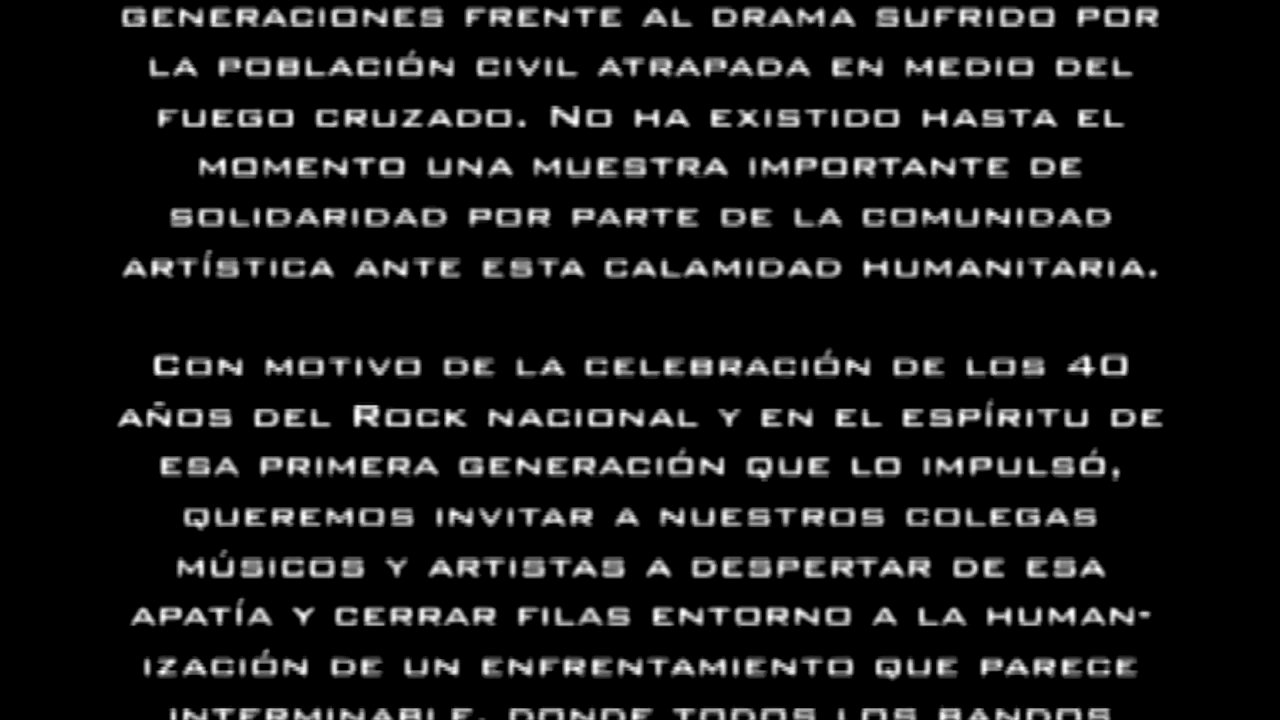 GENERACIONES FRENTE AL DRAMA SUFRIDO POR
LA POBLACIÓN CIVIL ATRAPADA EN MEDIO DEL
FUEGO CRUZADO. NO HA EXISTIDO HASTA EL
MOMENTO UNA MUESTRA IMPORTANTE DE
SOLIDARIDAD POR PARTE DE LA COMUNIDAD
ARTÍSTICA ANTE ESTA CALAMIDAD HUMANITARIA.
CON MOTIVO DE LA CELEBRACIÓN DE LOS 40
AÑOS DEL ROCK NACIONAL Y EN EL ESPÍRITU DE
ESA PRIMERA GENERACIÓN QUE LO IMPULSÓ,
QUEREMOS INVITAR A NUESTROS COLEGAS
MÚSICOS Y ARTISTAS A DESPERTAR DE ESA
APATÍA Y CERRAR FILAS ENTORNO A LA HUMAN-
IZACIÓN DE UN ENFRENTAMIENTO QUE PARECE
INTERMINABLE, DONDE TODOS LOS BANDOS